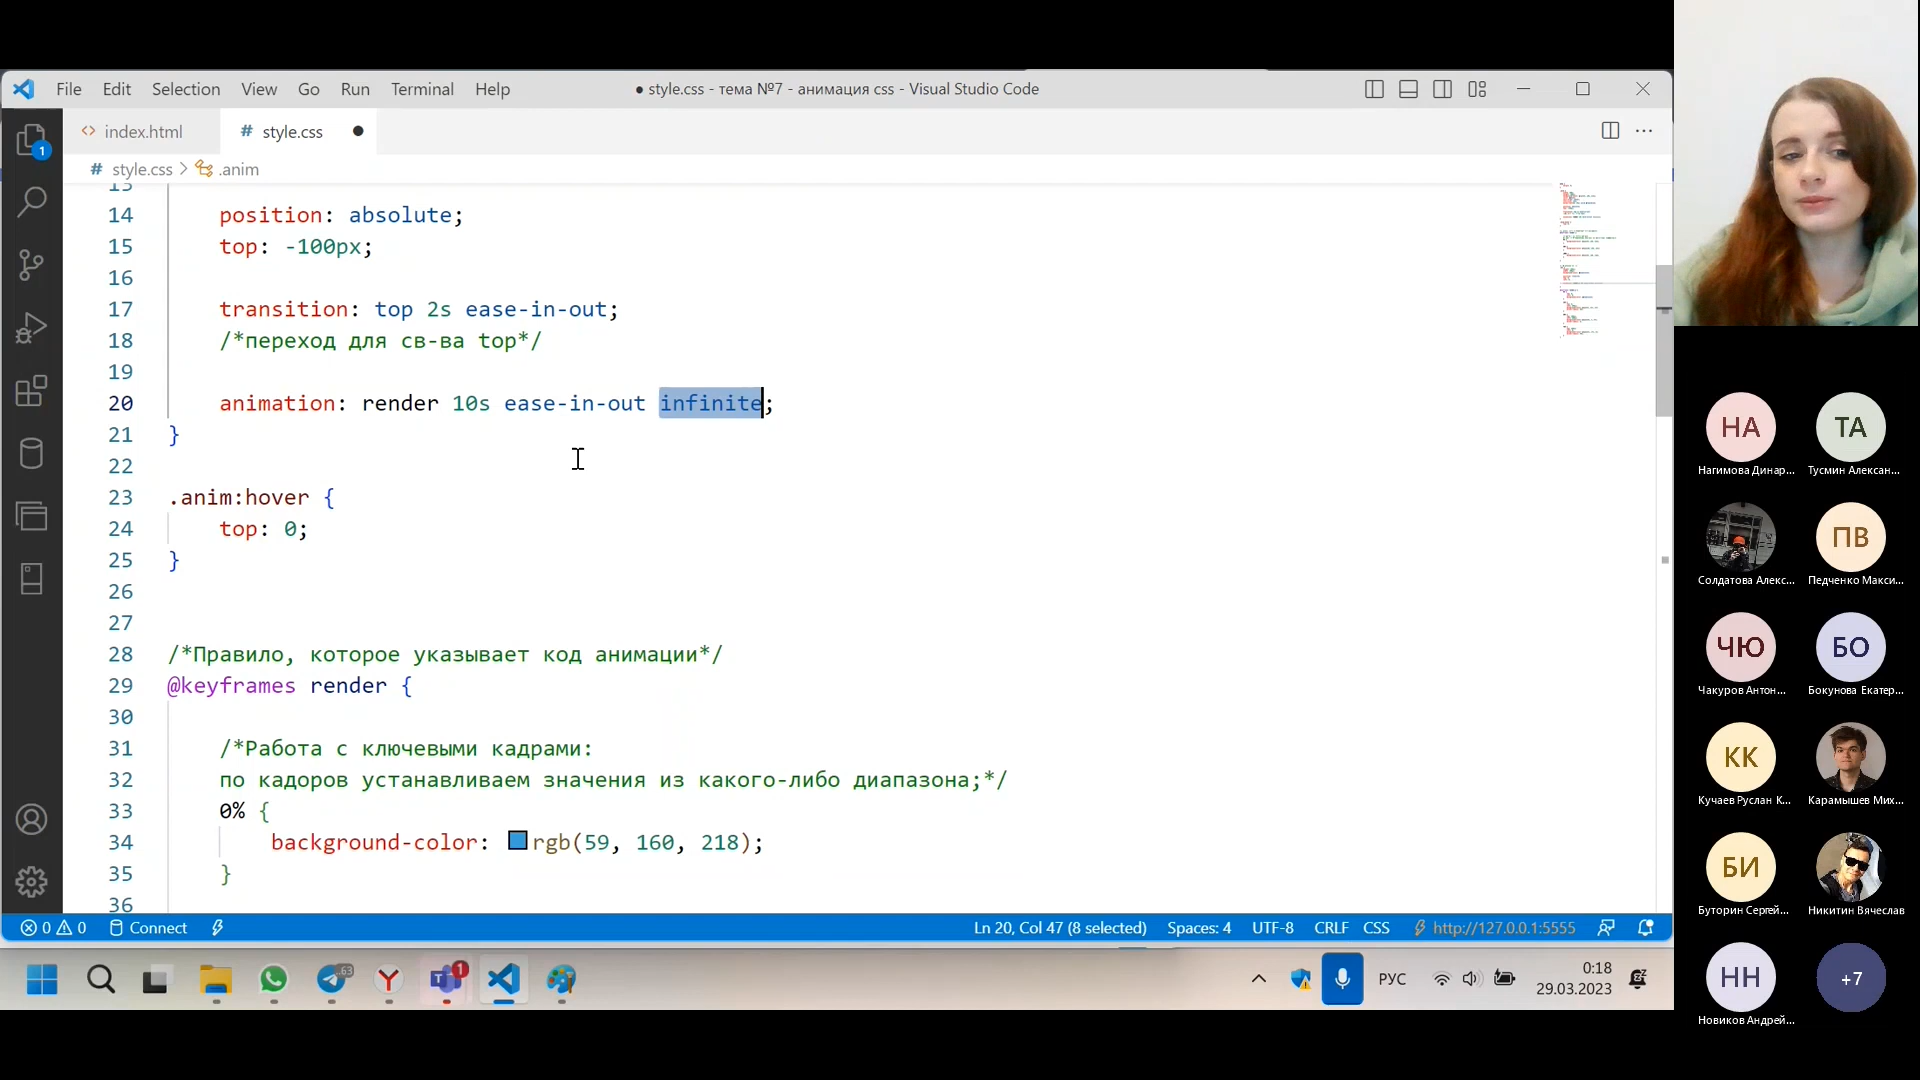 File Edit Selection View Go Run Terminal Help
● style.css - тема №7 - анимация css - Visual Studio Code
<> index.html
# style.css ●
# style.css > .anim
1
13
14 position: absolute;
15 top: -100px;
16
17 transition: top 2s ease-in-out;
18 /*переход для св-ва top*/
19
20 animation: render 10s ease-in-out infinite;
21 }
22
23 .anim:hover {
24 top: 0;
25 }
26
27
28 /*Правило, которое указывает код анимации*/
29 @keyframes render {
30
31 /*Работа с ключевыми кадрами:
32 по кадоров устанавливаем значения из какого-либо диапазона;*/
33 0% {
34 background-color: rgb(59, 160, 218);
35 }
36
0 0 Connect
Ln 20, Col 47 (8 selected) Spaces: 4 UTF-8 CRLF CSS http://127.0.0.1:5555
63
1
РУС
0:18
29.03.2023
НА ТА
Нагимова Динар... Тусмин Алексан...
ПВ
Солдатова Алекс... Педченко Макси...
ЧЮ БО
Чакуров Антон... Бокунова Екатер...
КК
Кучаев Руслан К... Карамышев Мих...
БИ
Буторин Сергей... Никитин Вячеслав
НН +7
Новиков Андрей...